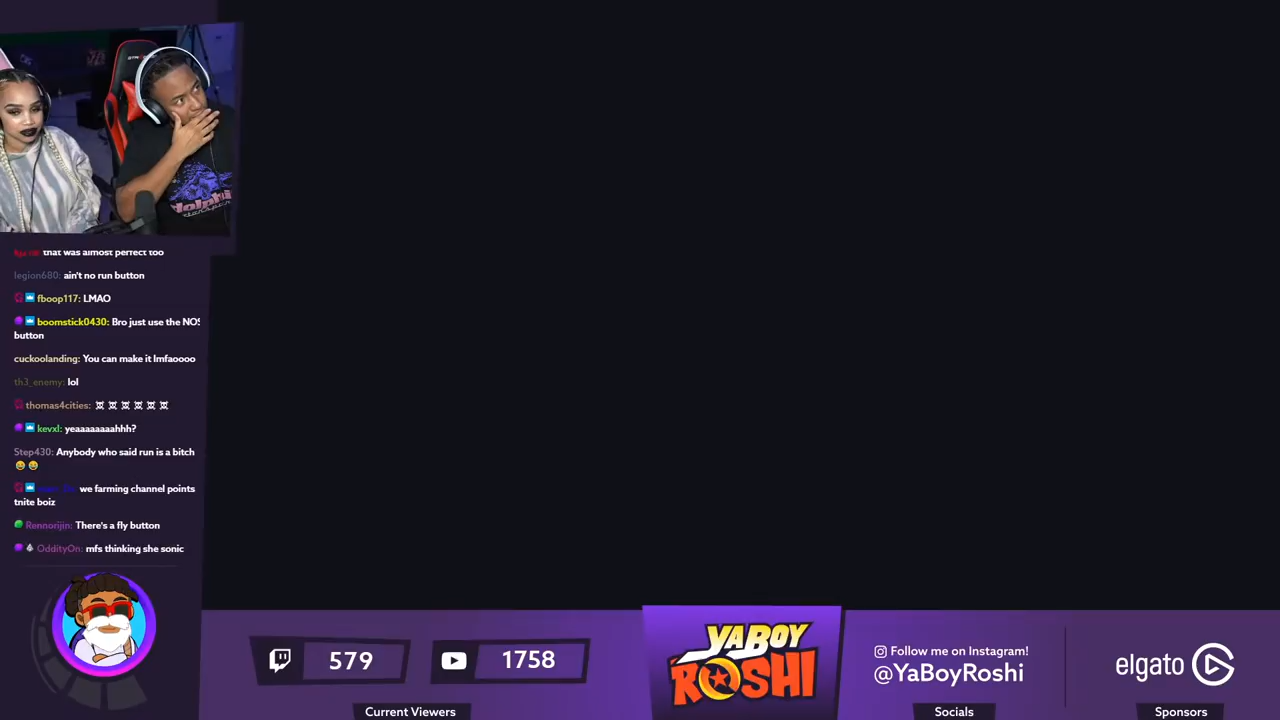 that was almost perfect too
legion680: ain't no run button
fboop117: LMAO
boomstick0430: Bro just use the NOS
button
cuckoolanding: You can make it lmfaoooo
th3_enemy: lol
thomas4cities: ☠ ☠ ☠ ☠ ☠ ☠
kevxl: yeaaaaaaahhh?
Step430: Anybody who said run is a bitch
😂 😂
we farming channel points
tnite boiz
Rennorijin: There's a fly button
OddityOn: mfs thinking she sonic
579
1758
Current Viewers
YABOY
ROSHI
Follow me on Instagram!
@YaBoyRoshi
Socials
elgato
Sponsors